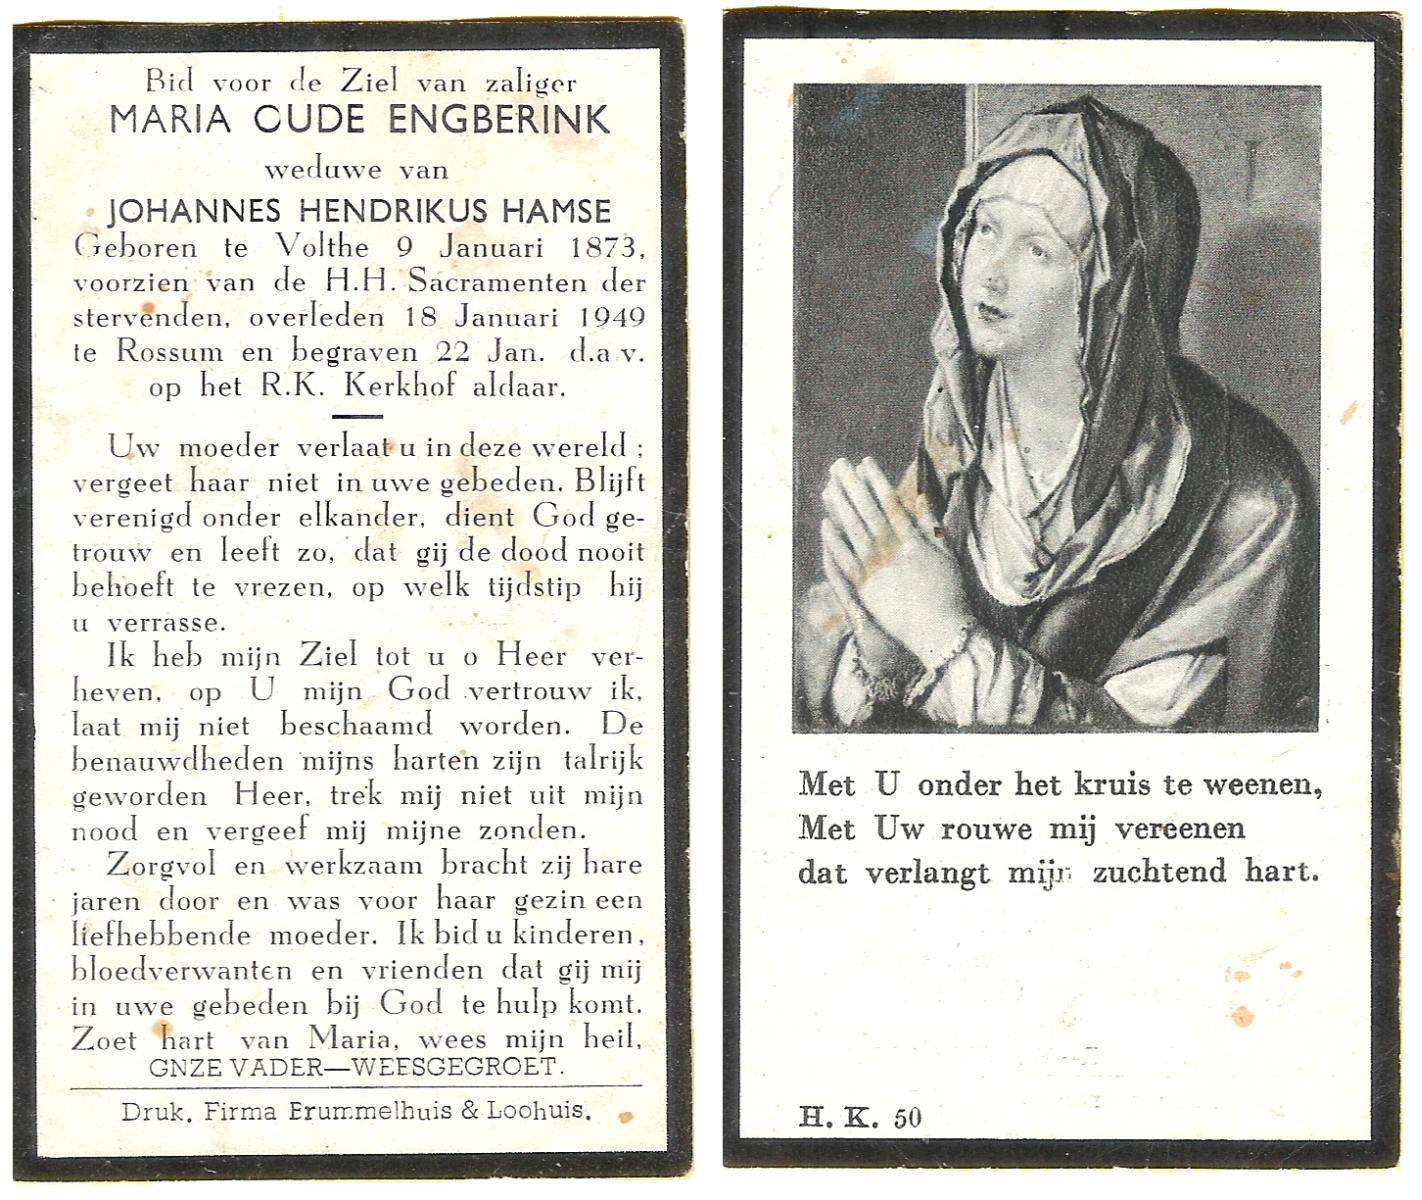 Bid voor de Ziel van zaliger
MARIA OUDE ENGBERINK
weduwe van
JOHANNES HENDRIKUS HAMSE
Geboren te Volthe 9 Januari 1873,
voorzien van de H.H. Sacramenten der
stervenden, overleden 18 Januari 1949
te Rossum en begraven 22 Jan. d.a.v.
op het R.K. Kerkhof aldaar.
Uw moeder verlaat u in deze wereld ;
vergeet haar niet in uwe gebeden. Blijft
verenigd onder elkander, dient God ge-
trouw en leeft zo, dat gij de dood nooit
behoeft te vrezen, op welk tijdstip hij
u verrasse.
Ik heb mijn Ziel tot u o Heer ver-
heven, op U mijn God vertrouw ik,
laat mij niet beschaamd worden. De
benauwdheden mijns harten zijn talrijk
geworden Heer, trek mij niet uit mijn
nood en vergeef mij mijne zonden.
Zorgvol en werkzaam bracht zij hare
jaren door en was voor haar gezin een
liefhebbende moeder. Ik bid u kinderen,
bloedverwanten en vrienden dat gij mij
in uwe gebeden bij God te hulp komt.
Zoet hart van Maria, wees mijn heil,
ONZE VADER—WEESGEGROET.
Druk. Firma Brummelhuis & Loohuis.
Met U onder het kruis te weenen,
Met Uw rouwe mij vereenen
dat verlangt mijn zuchtend hart.
H. K. 50